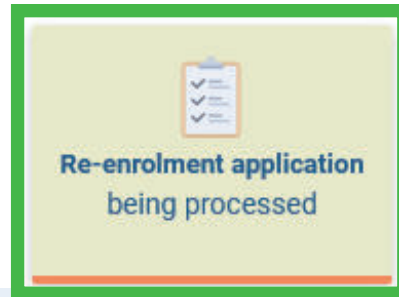 Re-enrolment application
being processed